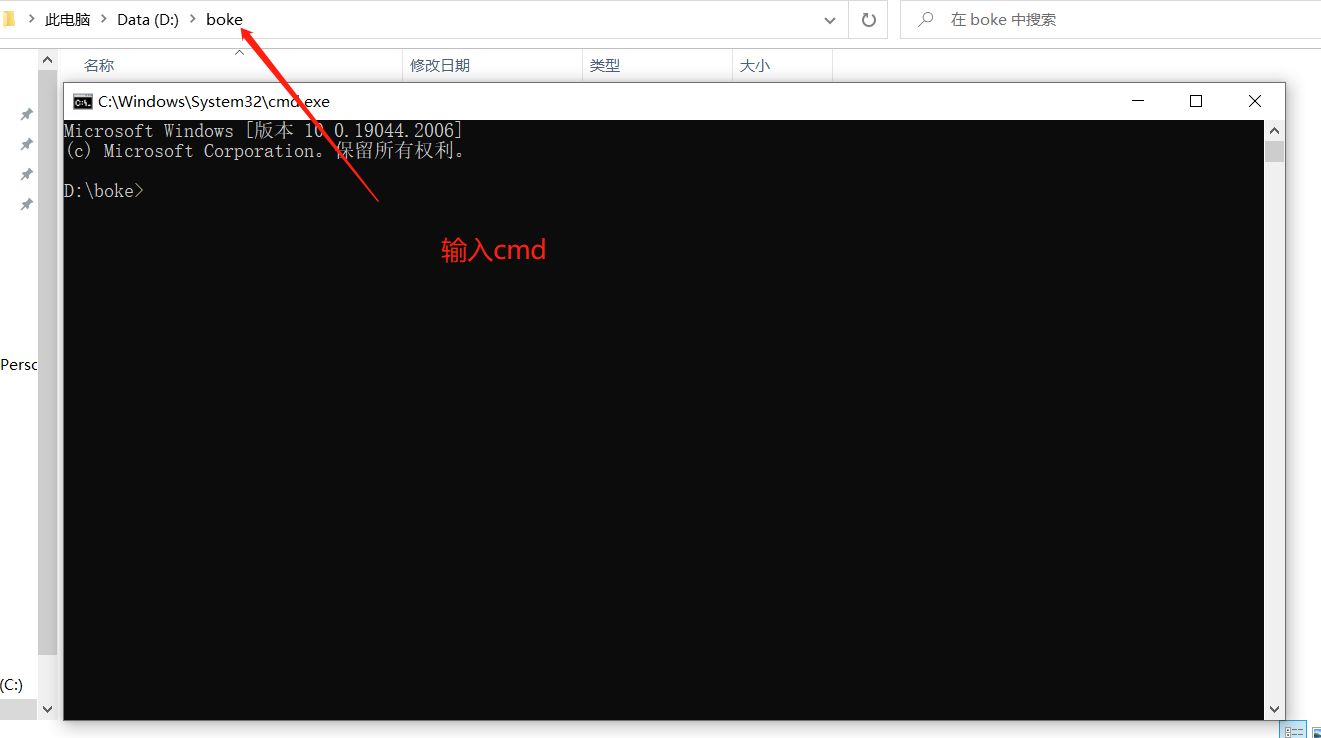 此电脑 > Data (D:) > boke
在 boke 中搜索
名称 修改日期 类型 大小
C:\Windows\System32\cmd.exe
Microsoft Windows [版本 10.0.19044.2006]
(c) Microsoft Corporation。保留所有权利。
D:\boke>
输入cmd
Perso
(C:)